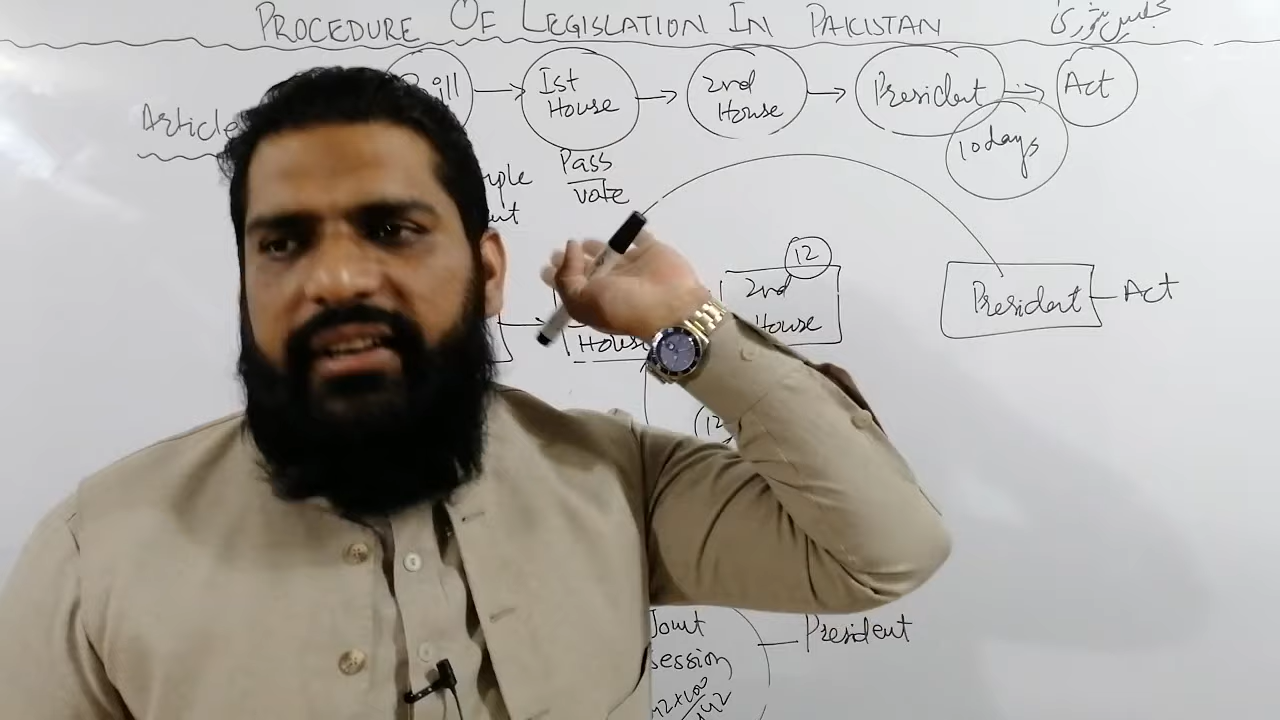 PROCEDURE OF LEGISLATION IN PAKISTAN مجلس شوریٰ
Bill Ist House 2nd House President Act
Article
10 days
Pass
vote
12
2nd House
President Act
House
12
Joint session
President